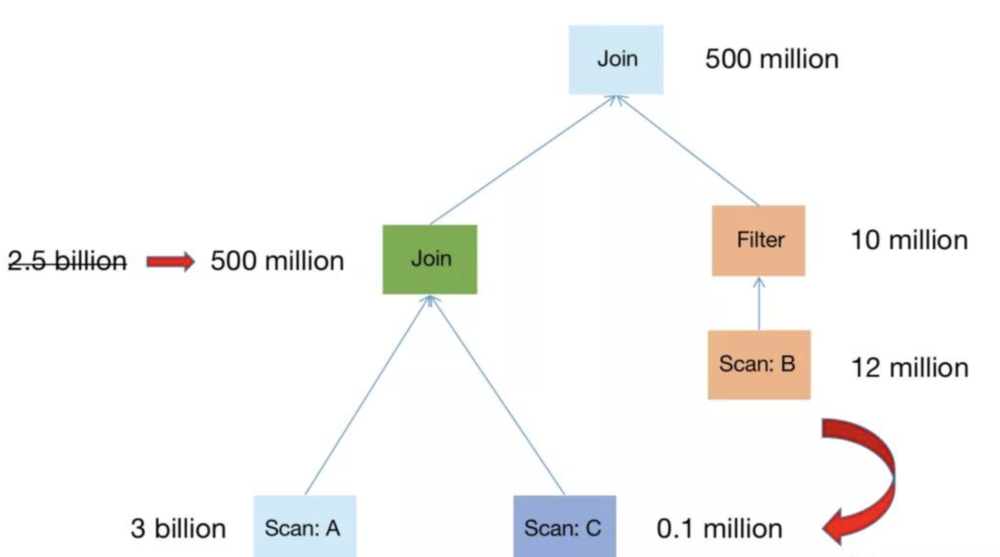 Join
500 million
Filter
10 million
2.5 billion
500 million
Join
Scan: B
12 million
3 billion
Scan: A
Scan: C
0.1 million